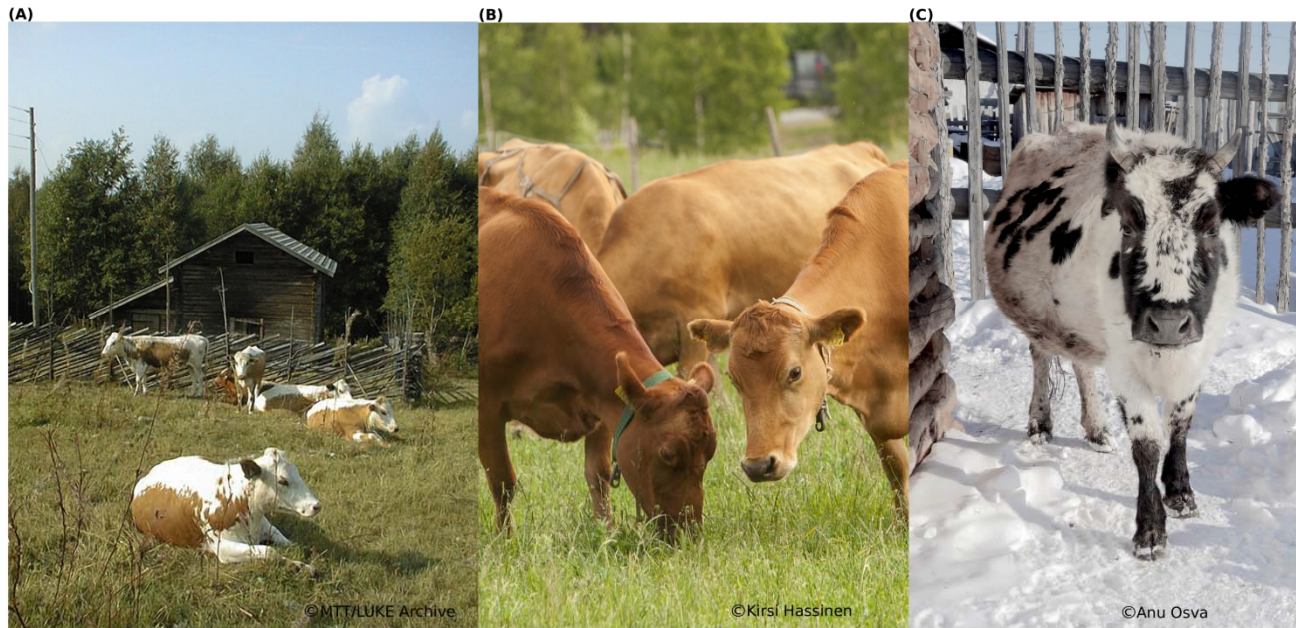 (A)
(B)
(C)
©MTT/LUKE Archive
©Kirsi Hassinen
©Anu Osva